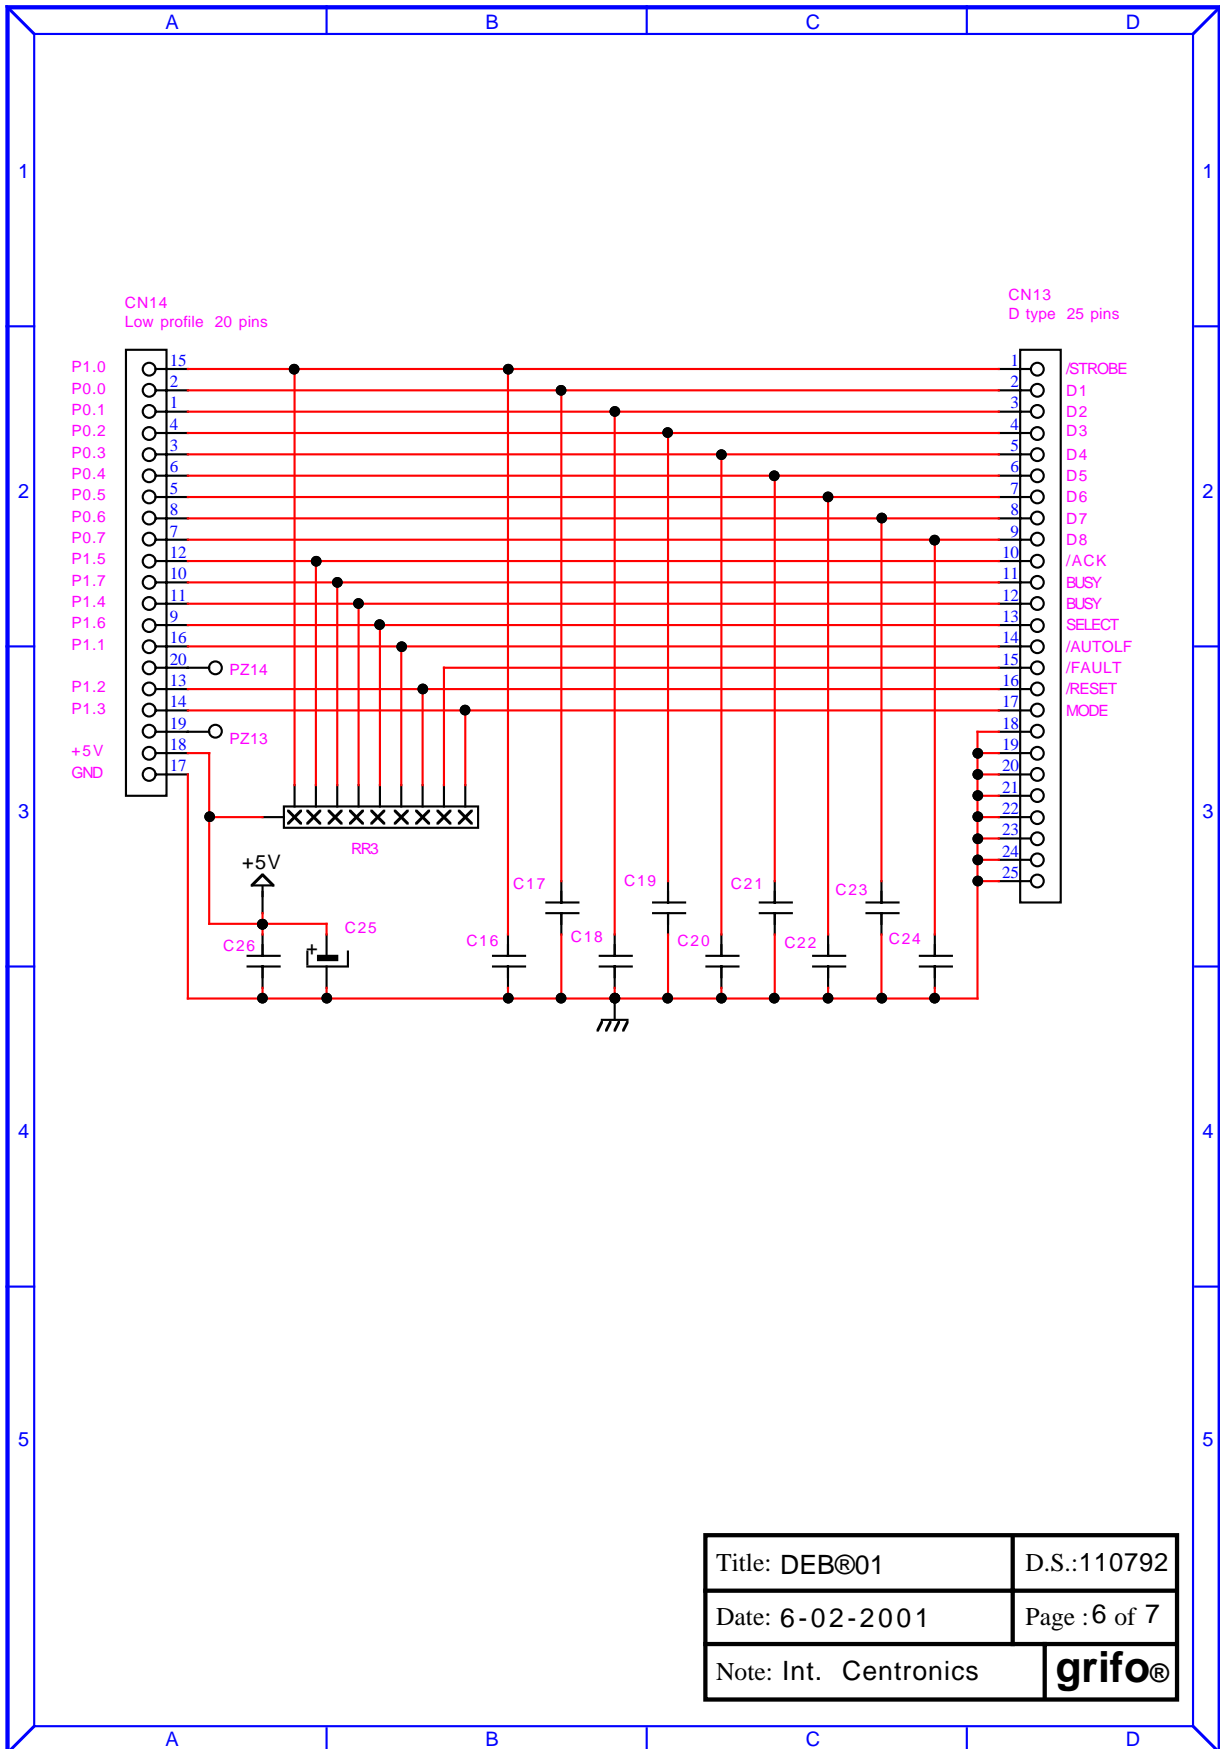 A B C D
1 1
CN14
Low profile 20 pins
CN13
D type 25 pins
P1.0 15 1 /STROBE
P0.0 2 2 D1
P0.1 1 3 D2
P0.2 4 4 D3
P0.3 3 5 D4
P0.4 6 6 D5
2 P0.5 5 7 D6 2
P0.6 8 8 D7
P0.7 7 9 D8
P1.5 12 10 /ACK
P1.7 10 11 BUSY
P1.4 11 12 BUSY
P1.6 9 13 SELECT
P1.1 16 14 /AUTOLF
20 PZ14 15 /FAULT
P1.2 13 16 /RESET
P1.3 14 17 MODE
19 PZ13 18
+5V 18 19
GND 17 20
21
3 22 3
23
RR3 24
+5V 25
C17 C19 C21 C23
C26 + C25 C16 C18 C20 C22 C24
4 4
5 5
Title: DEB®01 D.S.:110792
Date: 6-02-2001 Page : 6 of 7
Note: Int. Centronics grifo®
A B C D